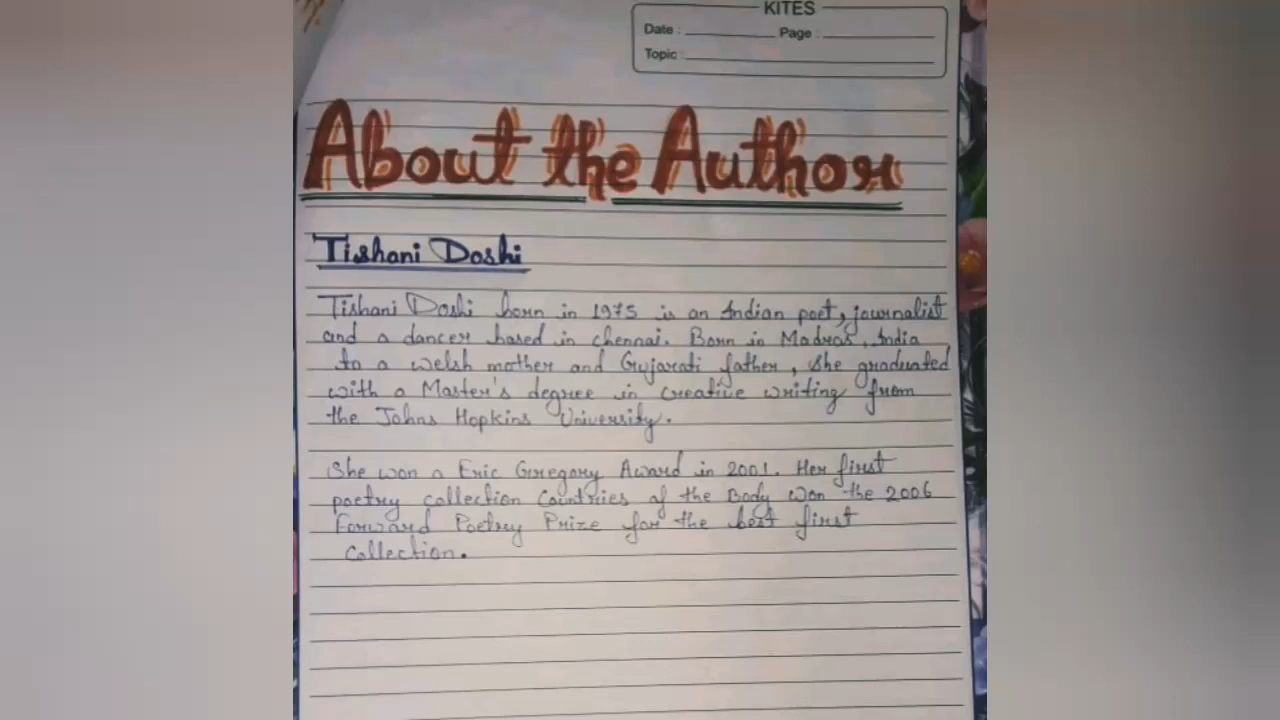 KITES
Date : Page :
Topic :
About the Author
Tishani Doshi
Tishani Doshi born in 1975 is an Indian poet, journalist
and a dancer based in chennai. Born in Madras, India
to a welsh mother and Gujarati father, She graduated
with a Master's degree in creative writing from
the Johns Hopkins University.
She won a Eric Gregory Award in 2001. Her first
poetry collection Countries of the Body won the 2006
Forward Poetry Prize for the best first
collection.